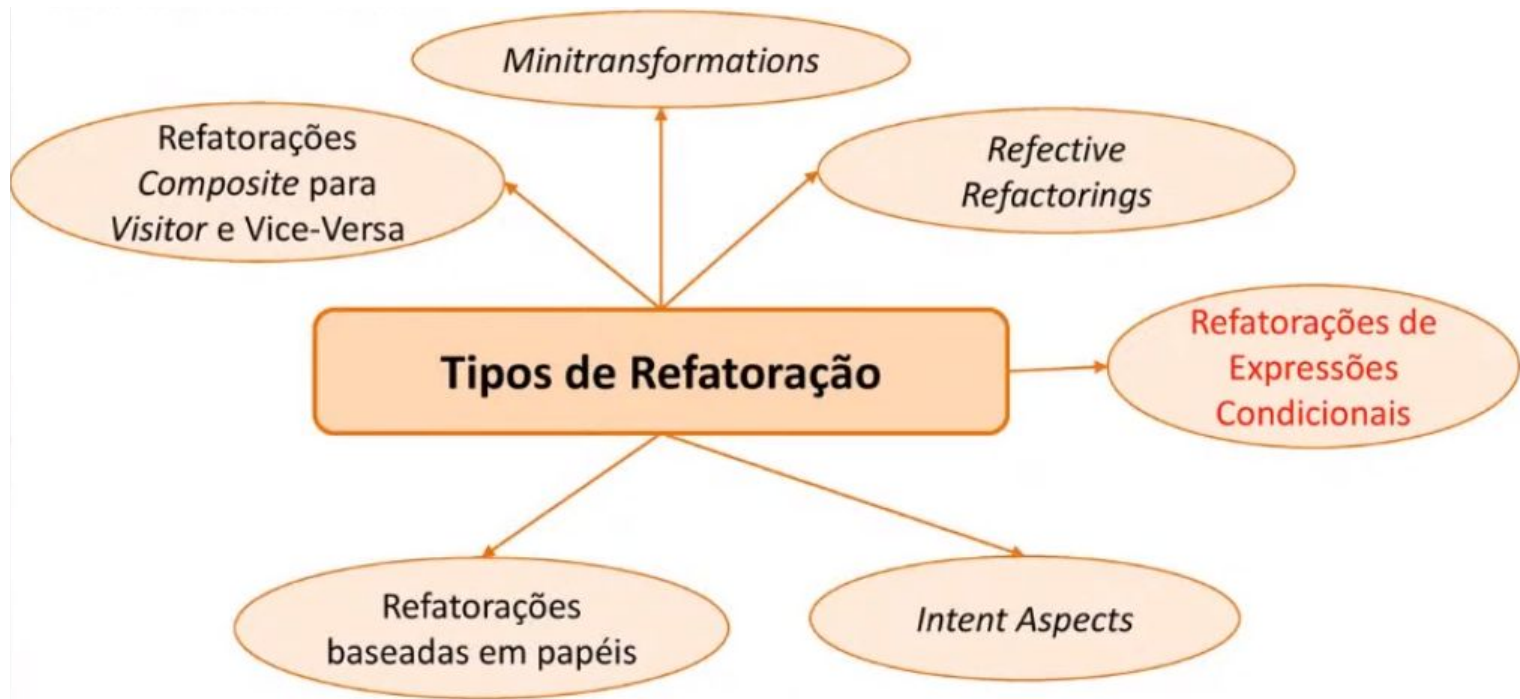 Minitransformations
Refatorações
Composite para
Visitor e Vice-Versa
Refective
Refactorings
Tipos de Refatoração
Refatorações de
Expressões
Condicionais
Refatorações
baseadas em papéis
Intent Aspects